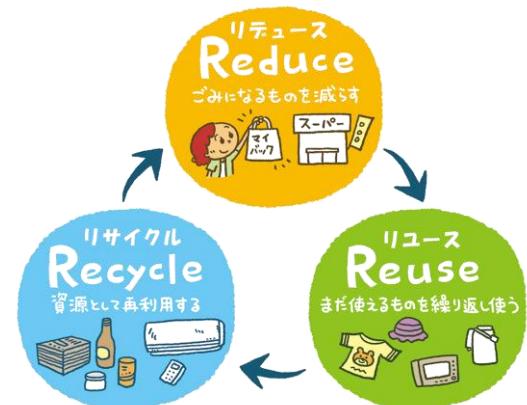 リデュース
Reduce
ごみになるものを減らす
マイ
バック
スーパー
リサイクル
Recycle
資源として再利用する
リユース
Reuse
まだ使えるものを繰り返し使う